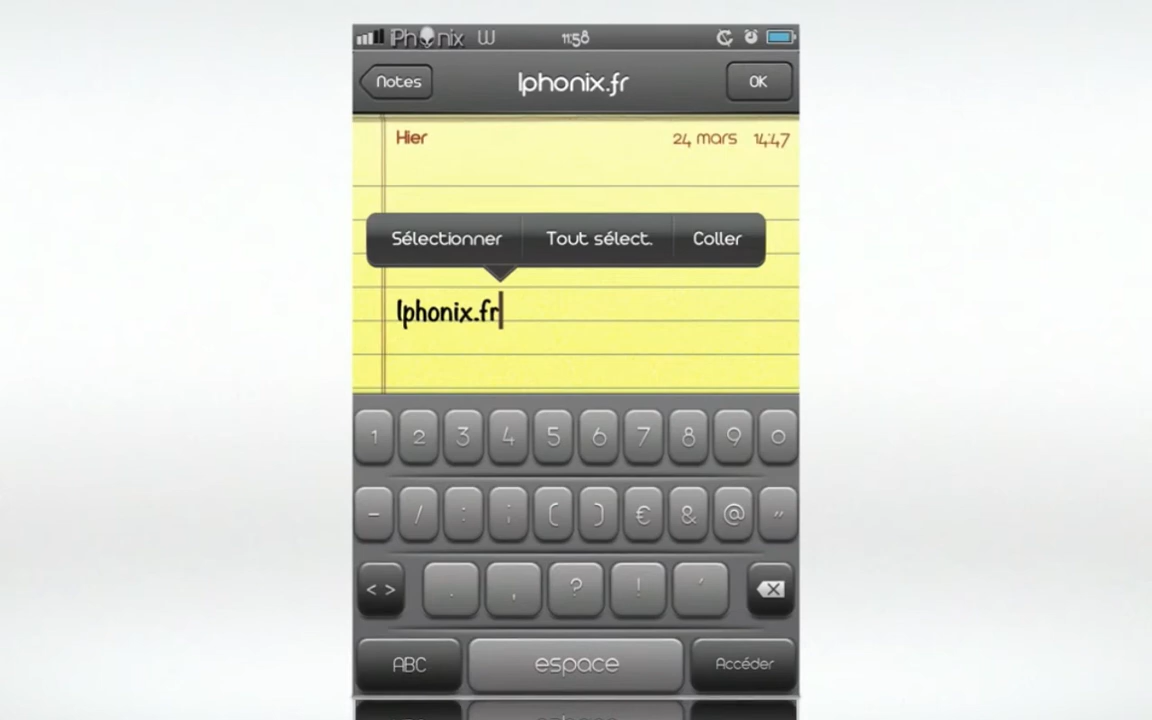 iPhonix W 11:58
Notes Iphonix.fr OK
Hier 24 mars 14:47
Sélectionner Tout sélect. Coller
Iphonix.fr
1 2 3 4 5 6 7 8 9 0
- / : ; ( ) € & @ "
< > . , ? ! '
ABC espace Accéder